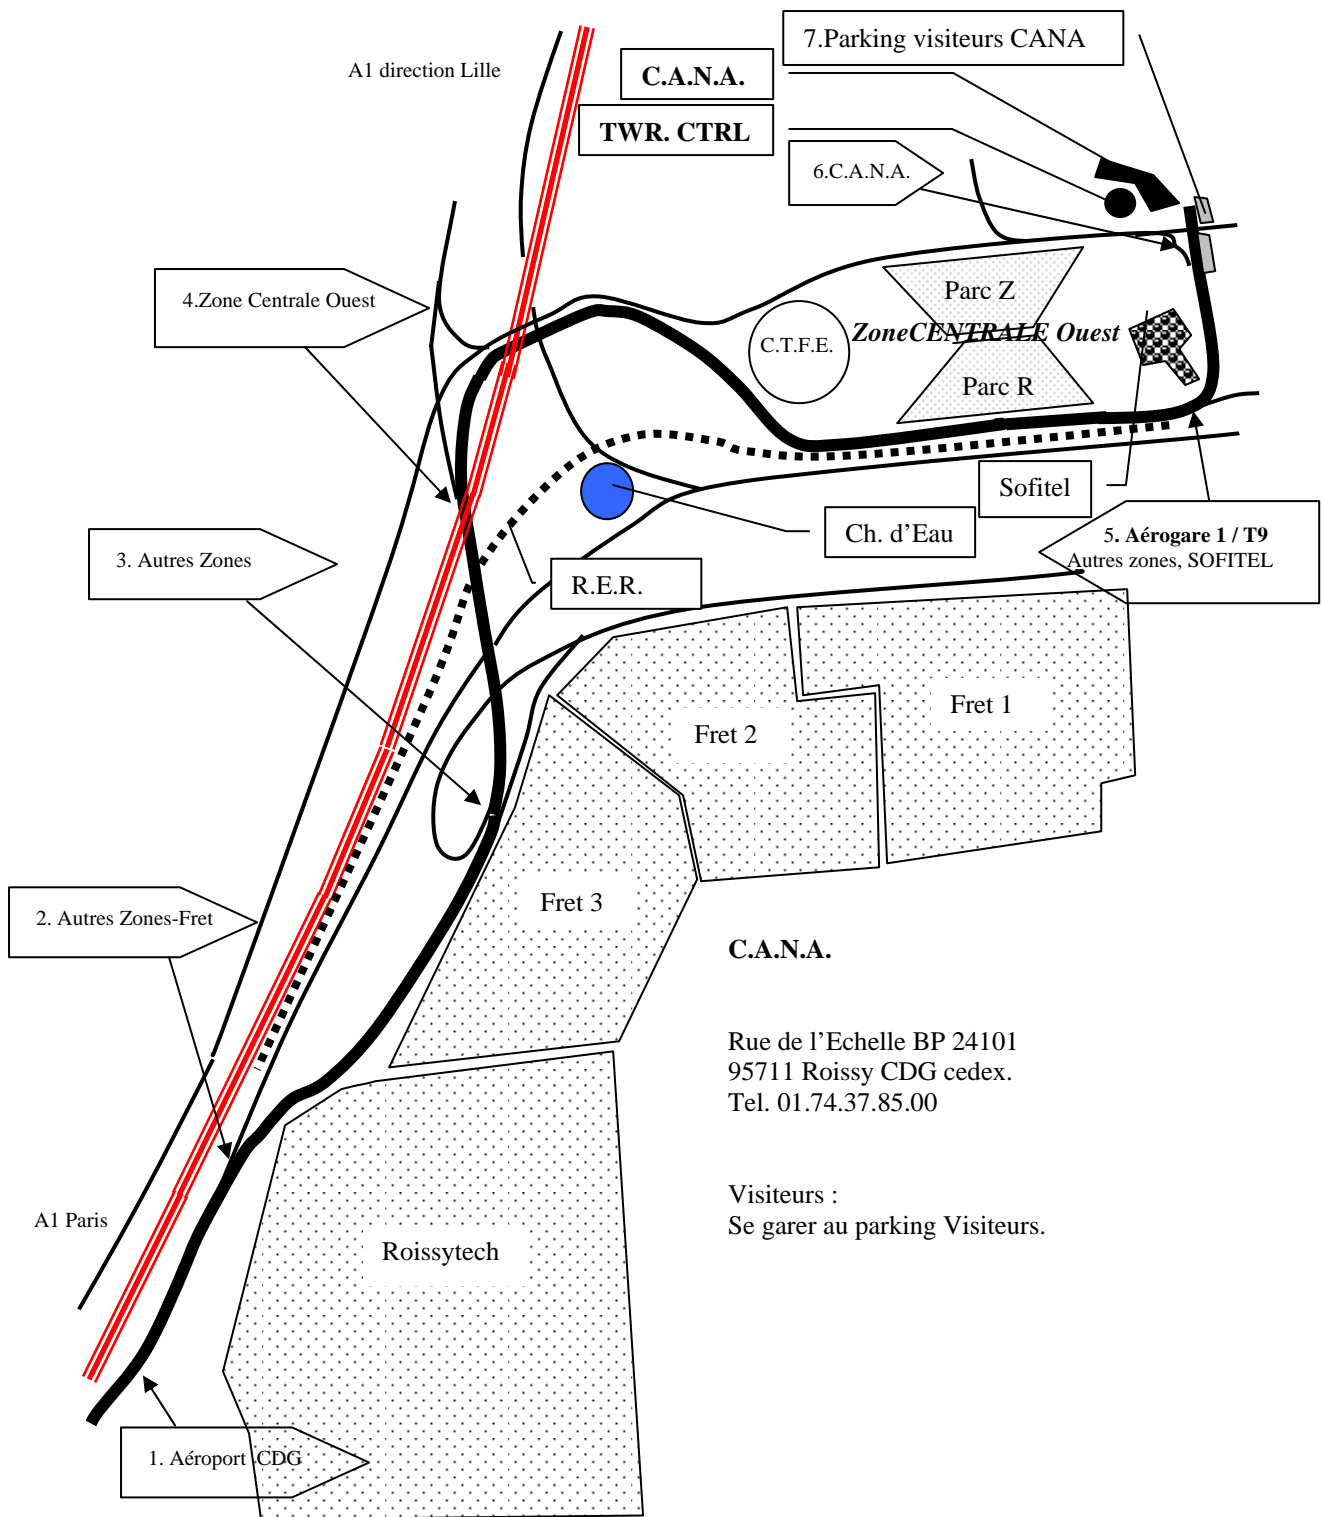 7.Parking visiteurs CANA
A1 direction Lille
C.A.N.A.
TWR. CTRL
6.C.A.N.A.
4.Zone Centrale Ouest
Parc Z
C.T.F.E.
ZoneCENTRALE Ouest
Parc R
Sofitel
Ch. d'Eau
5. Aérogare 1 / T9
Autres zones, SOFITEL
3. Autres Zones
R.E.R.
Fret 1
Fret 2
Fret 3
2. Autres Zones-Fret
C.A.N.A.
Rue de l'Echelle BP 24101
95711 Roissy CDG cedex.
Tel. 01.74.37.85.00
Visiteurs :
Se garer au parking Visiteurs.
A1 Paris
Roissytech
1. Aéroport CDG